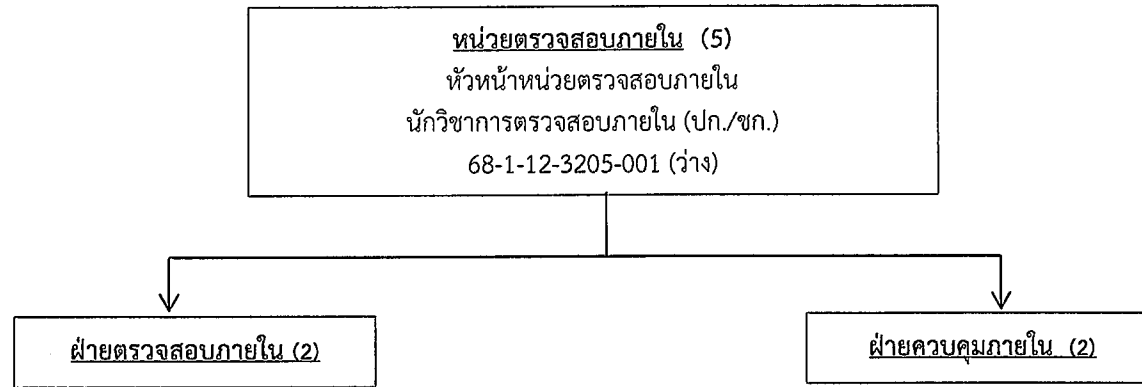 หน่วยตรวจสอบภายใน (5)
หัวหน้าหน่วยตรวจสอบภายใน
นักวิชาการตรวจสอบภายใน (ปก./ชก.)
68-1-12-3205-001 (ว่าง)
ฝ่ายตรวจสอบภายใน (2)
ฝ่ายควบคุมภายใน (2)